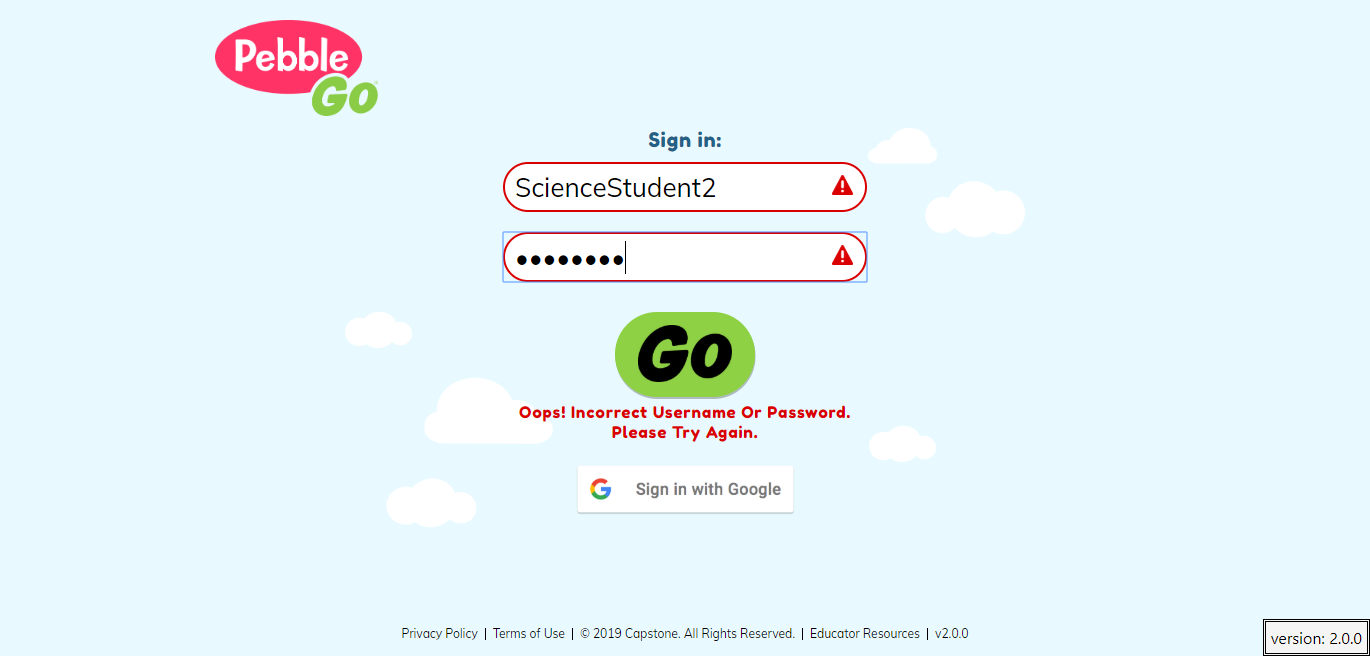 Pebble
Go
Sign in:
ScienceStudent2
••••••••
Go
Oops! Incorrect Username Or Password.
Please Try Again.
Sign in with Google
Privacy Policy | Terms of Use | © 2019 Capstone. All Rights Reserved. | Educator Resources | v2.0.0
version: 2.0.0